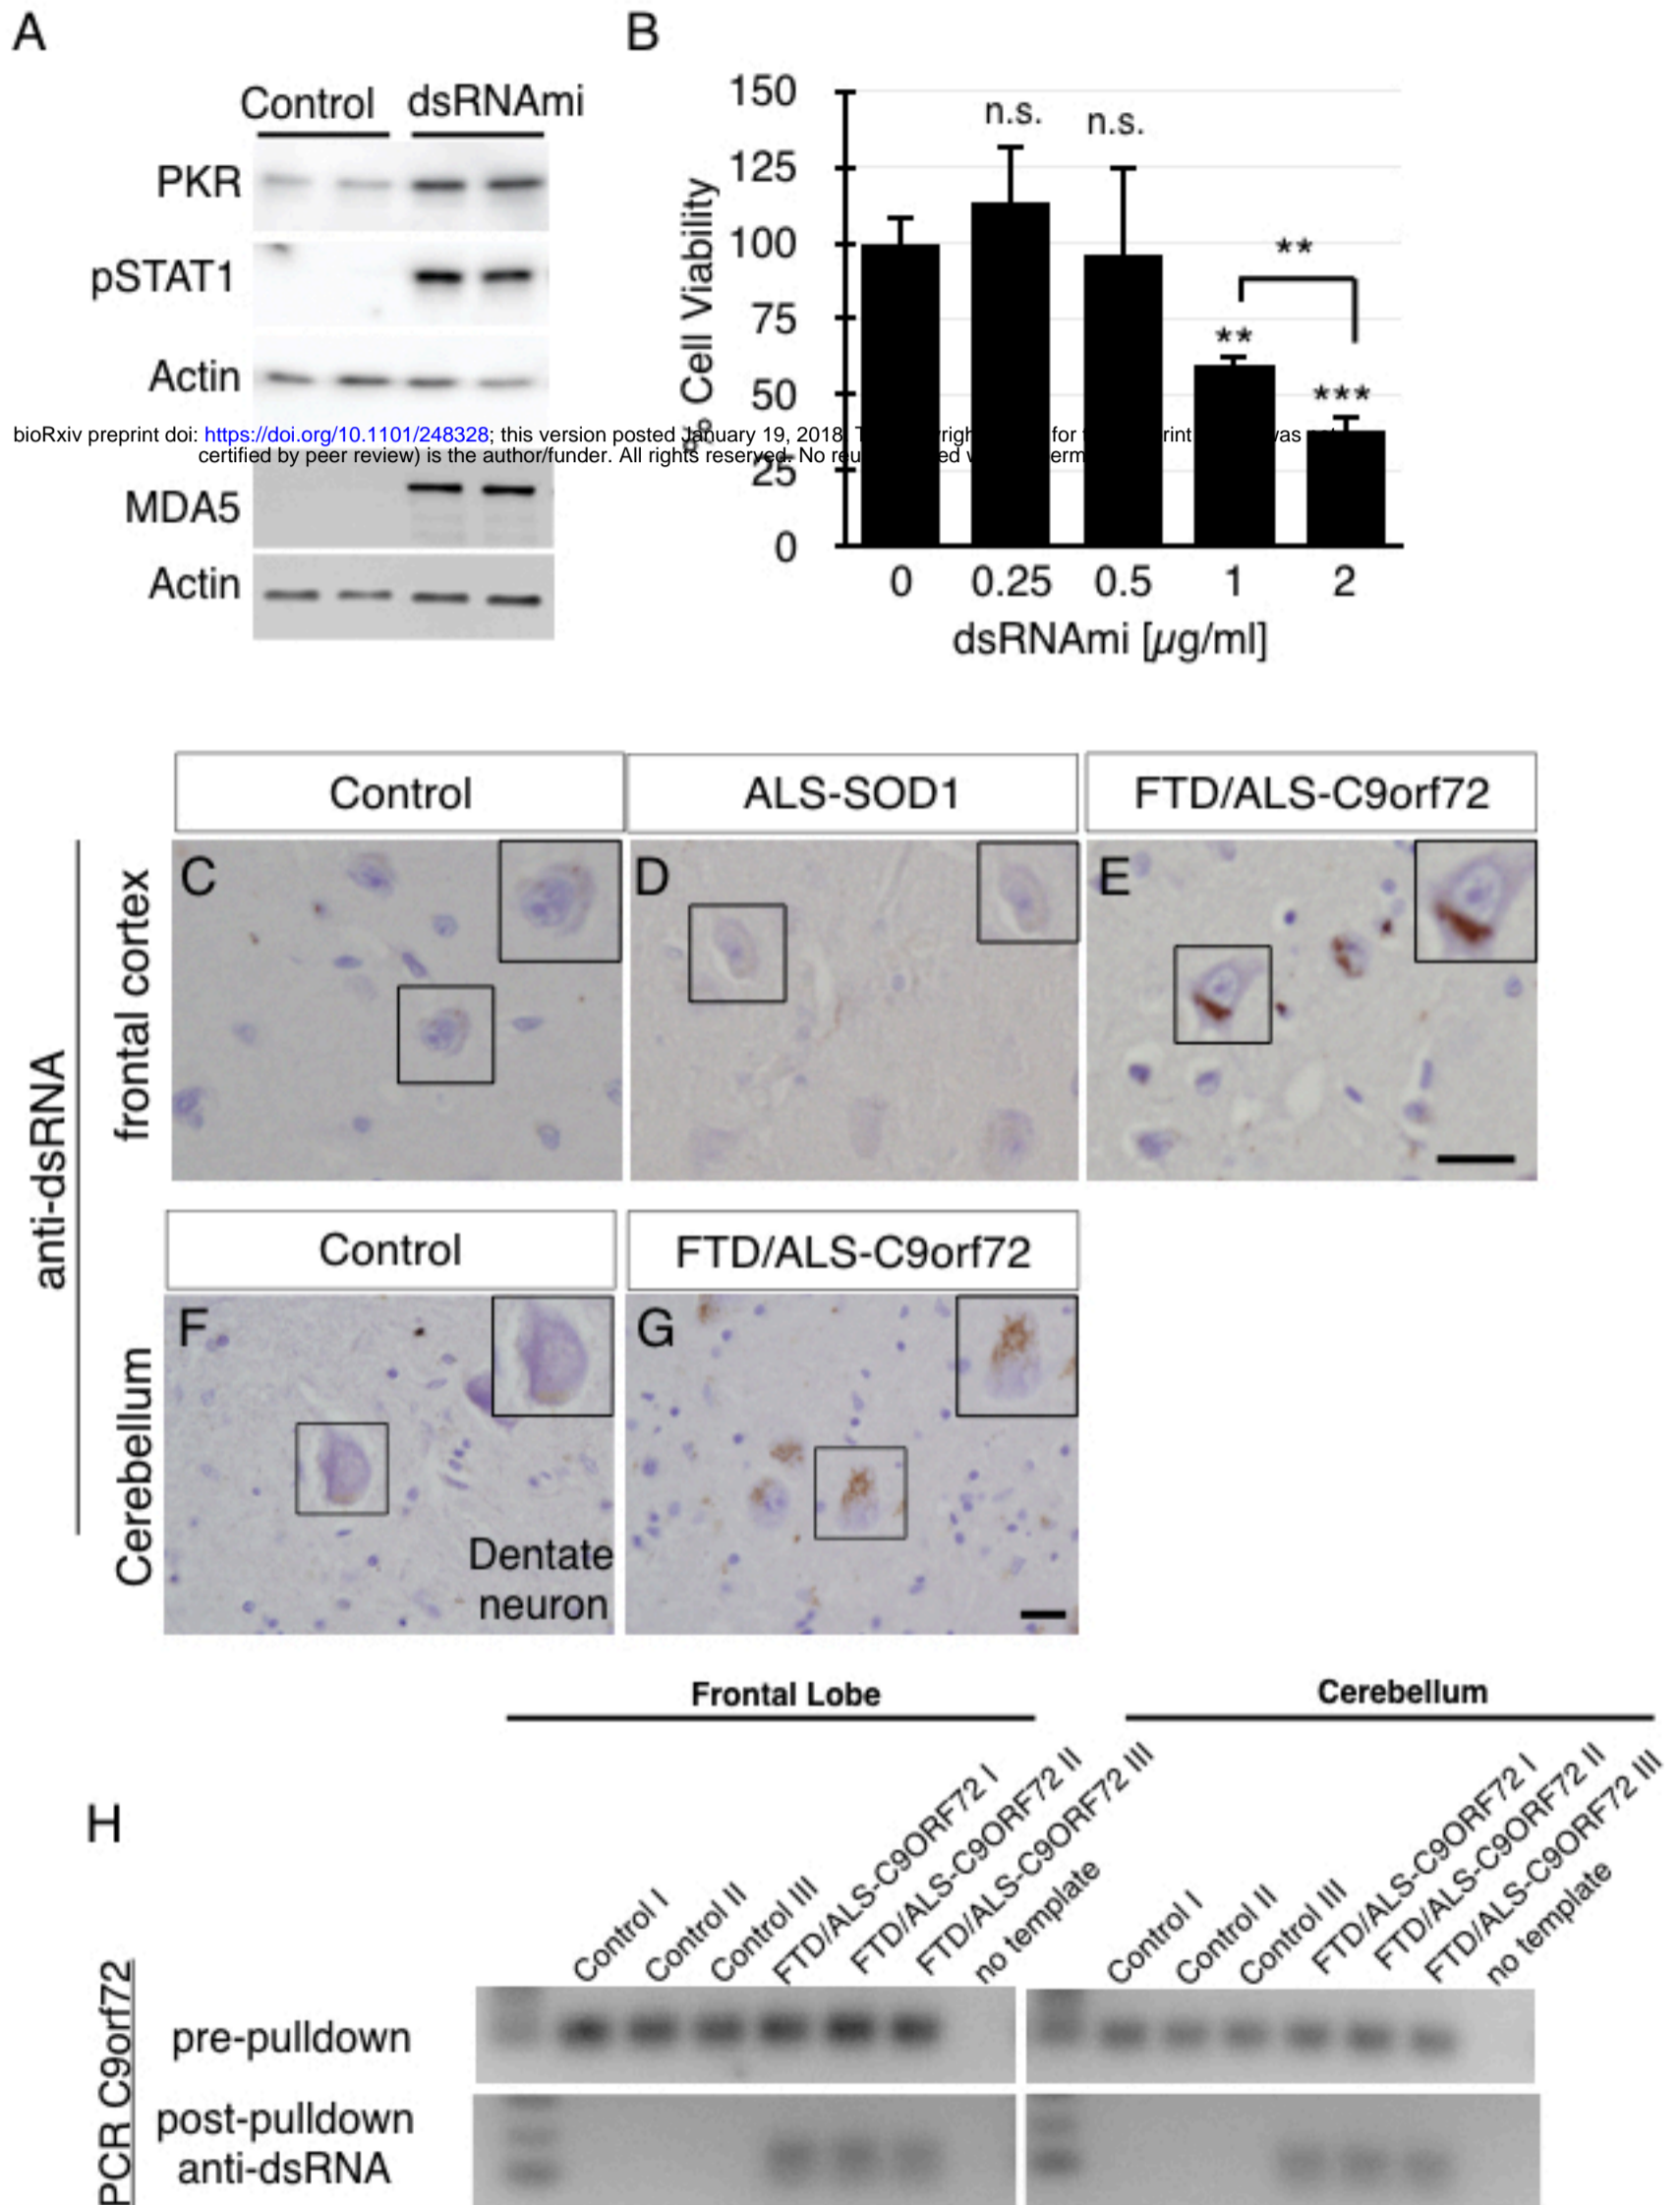 A
B
Control dsRNAmi
PKR
pSTAT1
Actin
MDA5
Actin
% Cell Viability
150
125
100
75
50
25
0
n.s.
n.s.
**
**
***
0 0.25 0.5 1 2
dsRNAmi [µg/ml]
bioRxiv preprint doi: https://doi.org/10.1101/248328; this version posted January 19, 2018.
certified by peer review) is the author/funder. All rights reserved. No
Control ALS-SOD1 FTD/ALS-C9orf72
anti-dsRNA
frontal cortex
C D E
Control FTD/ALS-C9orf72
Cerebellum
F G
Dentate
neuron
Frontal Lobe Cerebellum
H
Control I
Control II
Control III
FTD/ALS-C9ORF72 I
FTD/ALS-C9ORF72 II
FTD/ALS-C9ORF72 III
no template
Control I
Control II
Control III
FTD/ALS-C9ORF72 I
FTD/ALS-C9ORF72 II
FTD/ALS-C9ORF72 III
no template
PCR C9orf72
pre-pulldown
post-pulldown
anti-dsRNA